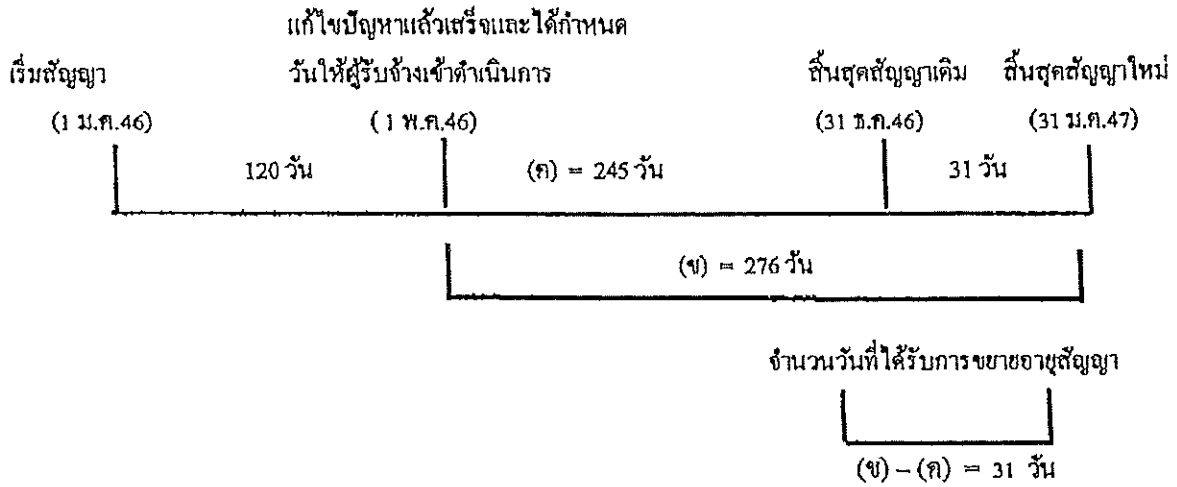 แก้ไขปัญหาแล้วเสร็จและได้กำหนด
เริ่มสัญญา วันให้ผู้รับจ้างเข้าดำเนินการ สิ้นสุดสัญญาเดิม สิ้นสุดสัญญาใหม่
(1 ม.ค.46) (1 พ.ค.46) (31 ธ.ค.46) (31 ม.ค.47)
120 วัน (ค) = 245 วัน 31 วัน
(ข) = 276 วัน
จำนวนวันที่ได้รับการขยายอายุสัญญา
(ข) – (ค) = 31 วัน